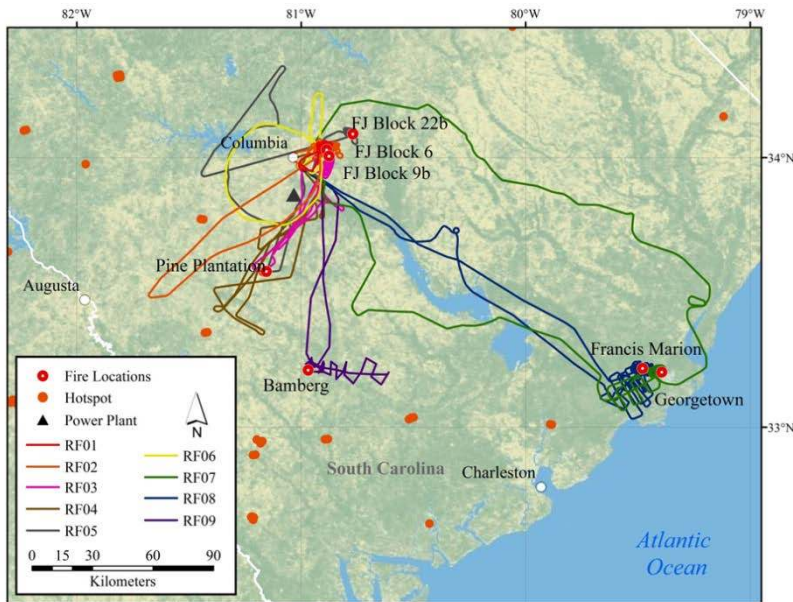 81°W
80°W
79°W
FJ Block 22b
Columbia
FJ Block 6
34°N
34°N
FJ Block 9b
Pine Plantation
Augusta
Francis Marion
Bamberg
Georgetown
Fire Locations
Hotspot
Power Plant
N
RF01
RF02
RF03
RF04
RF05
RF06
RF07
RF08
RF09
0 15 30 60 90
Kilometers
33°N
33°N
South Carolina
Charleston
Atlantic
Ocean